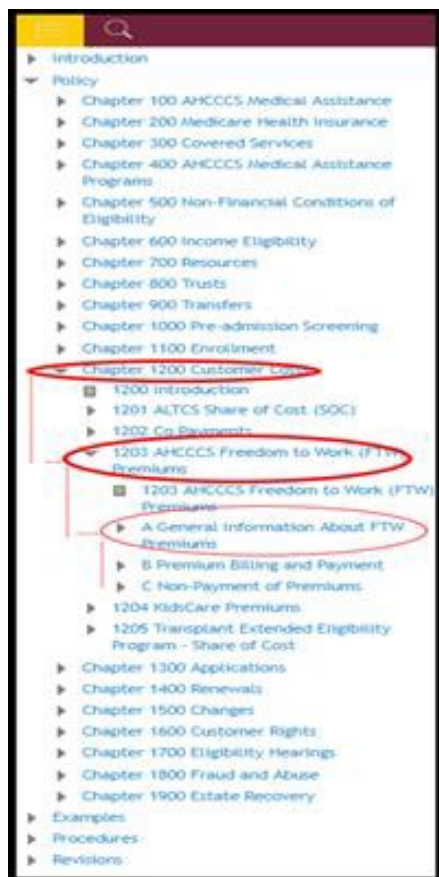 Introduction
Policy
Chapter 100 AHCCCS Medical Assistance
Chapter 200 Medicare Health Insurance
Chapter 300 Covered Services
Chapter 400 AHCCCS Medical Assistance
Programs
Chapter 500 Non-Financial Conditions of
Eligibility
Chapter 600 Income Eligibility
Chapter 700 Resources
Chapter 800 Trusts
Chapter 900 Transfers
Chapter 1000 Pre-admission Screening
Chapter 1100 Enrollment
Chapter 1200 Customer Costs
1200 Introduction
1201 ALTCS Share of Cost (SOC)
1202 Co Payments
1203 AHCCCS Freedom to Work (FTW)
Premiums
1203 AHCCCS Freedom to Work (FTW)
Premiums
A General Information About FTW
Premiums
B Premium Billing and Payment
C Non-Payment of Premiums
1204 KidsCare Premiums
1205 Transplant Extended Eligibility
Program - Share of Cost
Chapter 1300 Applications
Chapter 1400 Renewals
Chapter 1500 Changes
Chapter 1600 Customer Rights
Chapter 1700 Eligibility Hearings
Chapter 1800 Fraud and Abuse
Chapter 1900 Estate Recovery
Examples
Procedures
Revisions